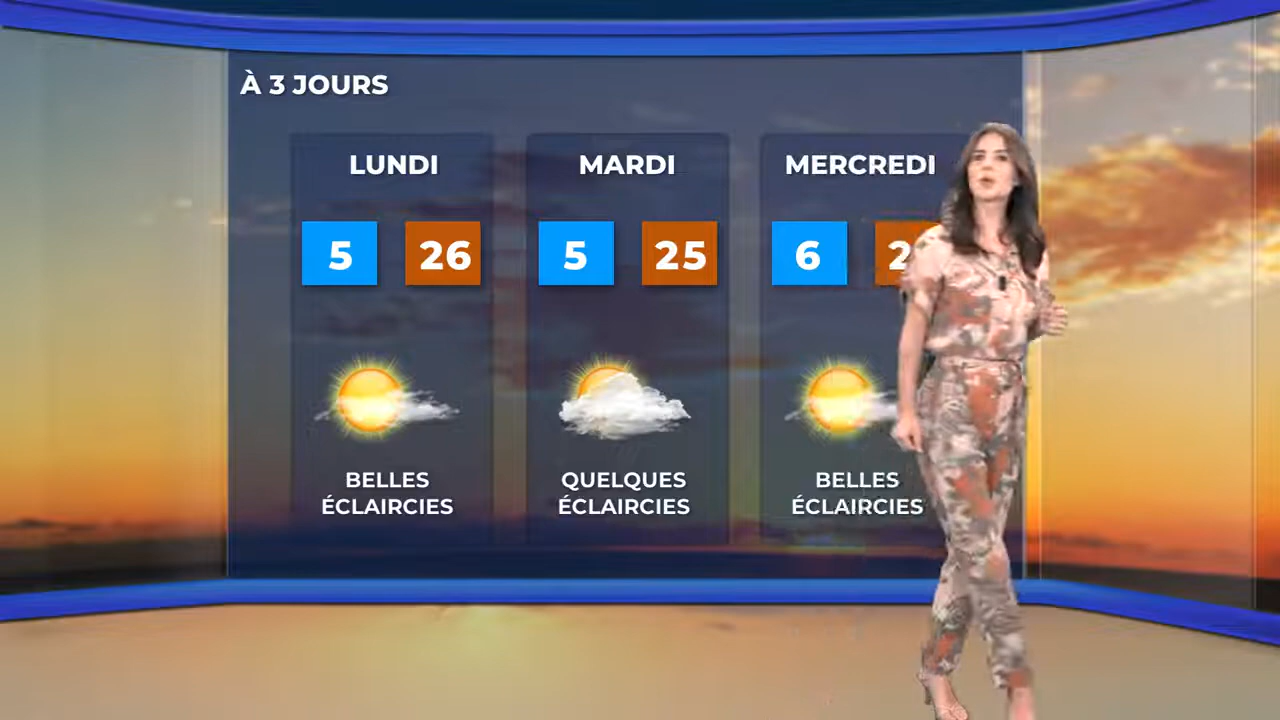 À 3 JOURS
LUNDI
MARDI
MERCREDI
5
26
5
25
6
BELLES
ÉCLAIRCIES
QUELQUES
ÉCLAIRCIES
BELLES
ÉCLAIRCIES